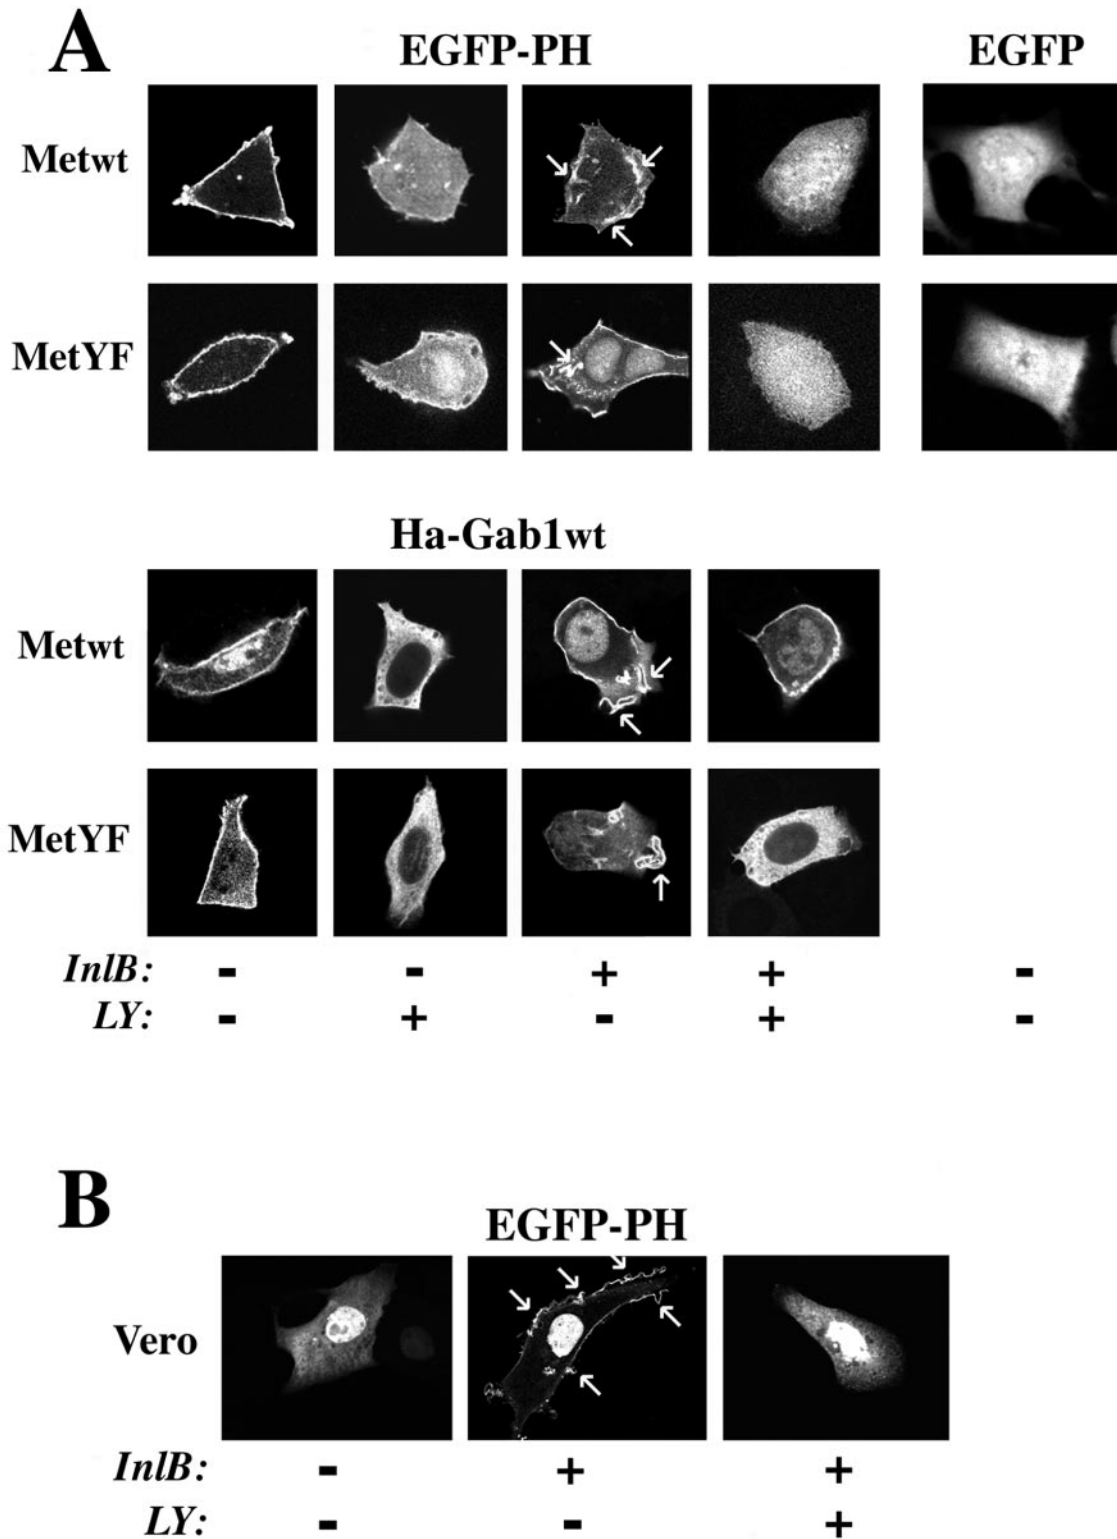 A
EGFP-PH EGFP
Metwt
MetYF
Ha-Gab1wt
Metwt
MetYF
InlB: - - + + -
LY: - + - + -
B
EGFP-PH
Vero
InlB: - + +
LY: - - +